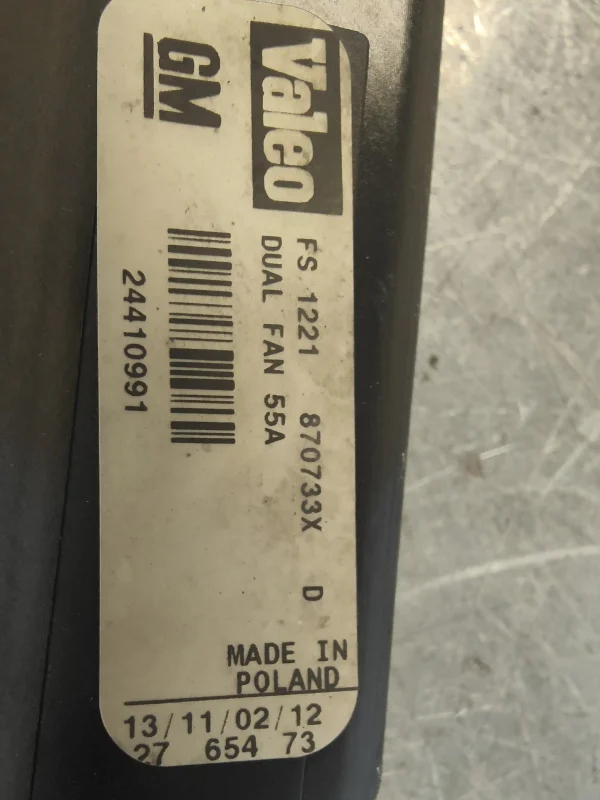 Valeo
FS 1221 870733X D
DUAL FAN 55A
GM
24410991
MADE IN
POLAND
13/11/02/12
27 654 73